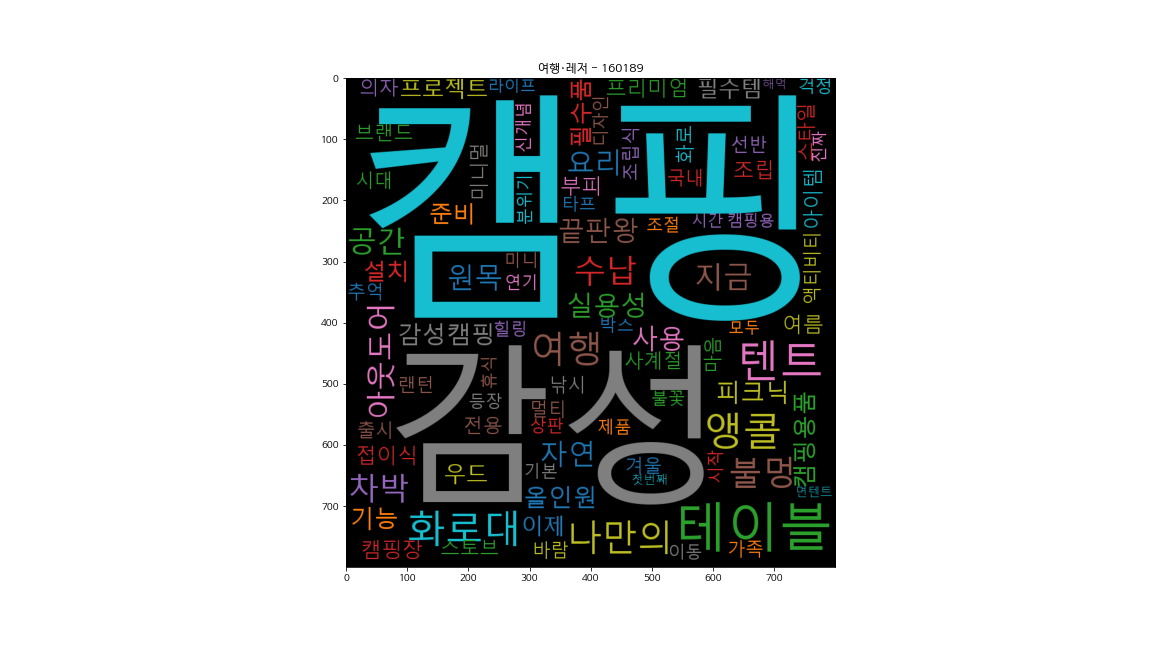 여행·레저 - 160189
0
100
200
300
400
500
600
700
0 100 200 300 400 500 600 700
의자 프로젝트 라이프 필수품 디자인 프리미엄 필수템 해먹 걱정
캠핑
브랜드 신개념 미니멀 요리 조립식 화로 선반 스타일 진짜
시대 분위기 부피 국내 조립 아이템
준비 타프 끝판왕 조절 시간 캠핑용
공간 설치 원목 미니 연기 수납 지금 액티비티
추억 실용성
아웃도어 감성캠핑 힐링 박스 사용 모두 여름
감성
여행 사계절 텐트
랜턴 휴식 등장 낚시 멀티 불꽃 피크닉
출시 전용 상판 제품 앵콜 캠핑용품
접이식 우드 기본 자연 겨울 첫번째 시작 불멍
차박 올인원 면텐트
기능 화로대 이제 나만의 테이블
캠핑장 스토브 바람 이동 가족